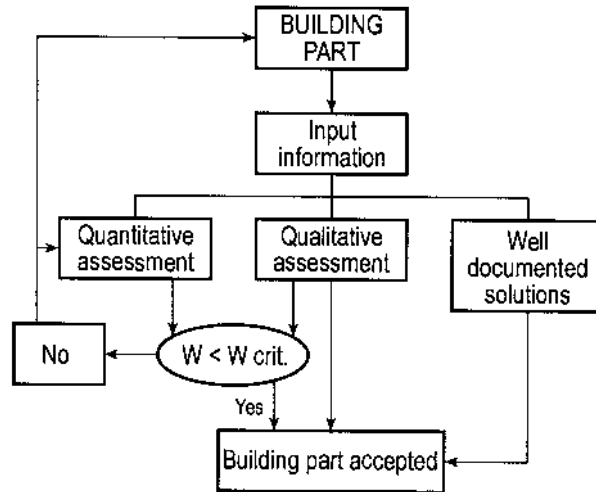 BUILDING
PART
Input
information
Quantitative
assessment
Qualitative
assessment
Well
documented
solutions
No
W < W crit.
Yes
Building part accepted